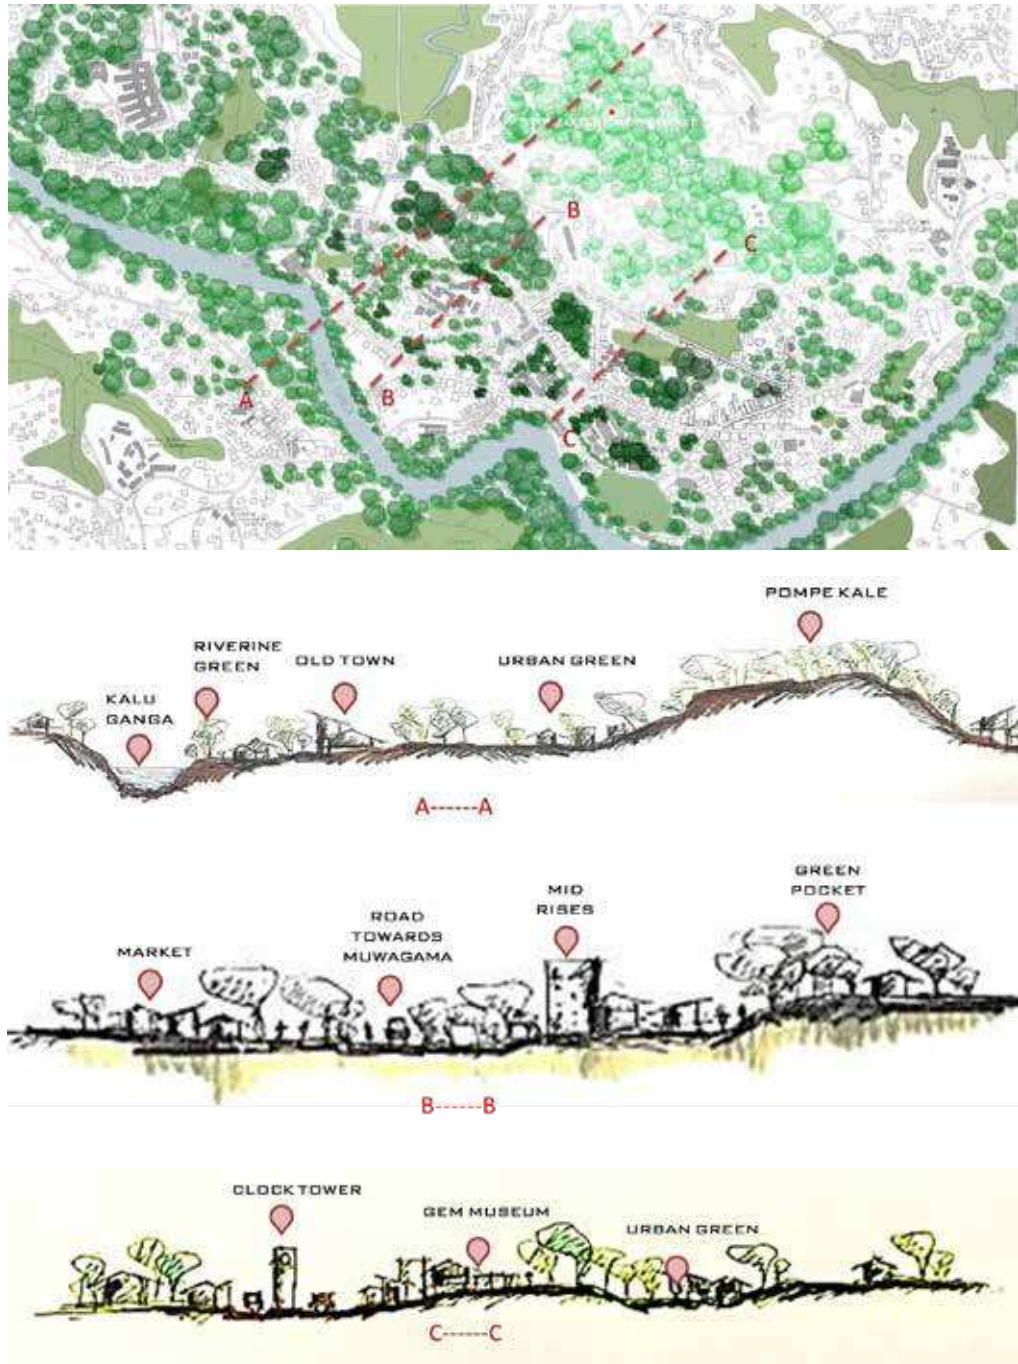 B
C
A
B
C
POMPE KALE
RIVERINE
GREEN
OLD TOWN
URBAN GREEN
KALU
GANGA
A------A
GREEN
POCKET
MID
RISES
ROAD
TOWARDS
MUWAGAMA
MARKET
B------B
CLOCK TOWER
GEM MUSEUM
URBAN GREEN
C------C